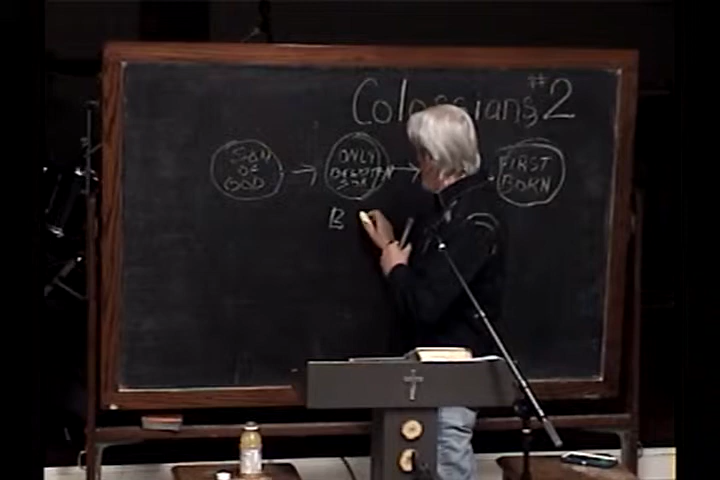 Colossians #2
SON
OF
GOD
ONLY
BEGOTTEN
SON
FIRST
BORN
B